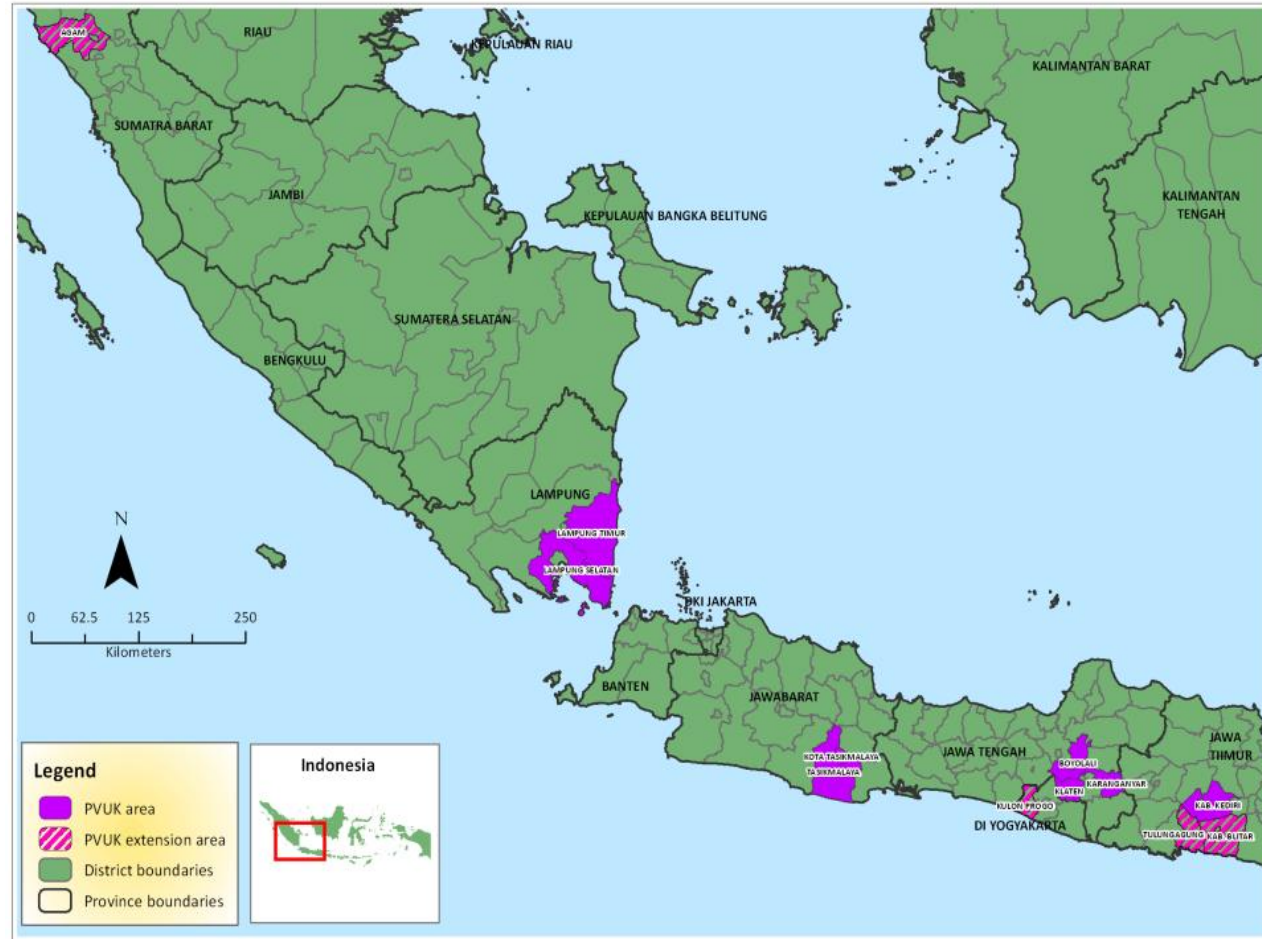 AGAM
RIAU
KEPULAUAN RIAU
KALIMANTAN BARAT
SUMATRA BARAT
JAMBI
KALIMANTAN
TENGAH
KEPULAUAN BANGKA BELITUNG
SUMATERA SELATAN
BENGKULU
LAMPUNG
LAMPUNG TIMUR
LAMPUNG SELATAN
N
0 62.5 125 250
Kilometers
DKI JAKARTA
BANTEN
JAWABARAT
KOTA TASIKMALAYA
TASIKMALAYA
JAWA TENGAH
BOYOLALI
KLATEN
KARANGANYAR
KULON PROGO
DI YOGYAKARTA
JAWA
TIIMUR
KAB. KEDIRI
TULUNGAGUNG
KAB. BLITAR
Legend
PVUK area
PVUK extension area
District boundaries
Province boundaries
Indonesia